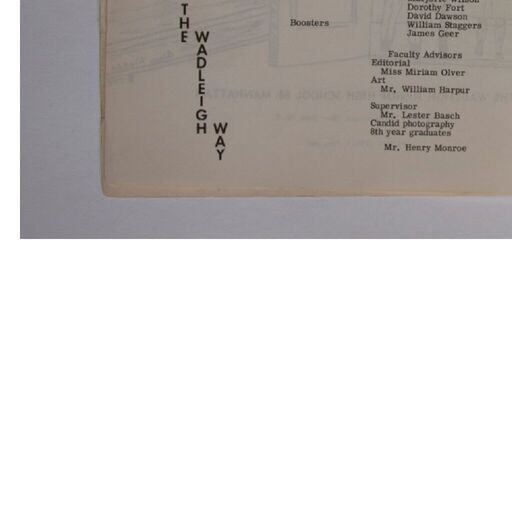 THE
WADLEIGH
WAY
Dorothy Fort
David Dawson
Boosters
William Staggers
James Geer
Faculty Advisors
Editorial
Miss Miriam Olver
Art
Mr. William Harpur
Supervisor
Mr. Lester Basch
Candid photography
8th year graduates
Mr. Henry Monroe